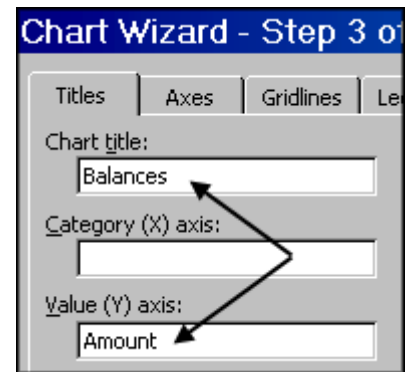 Chart Wizard - Step 3 of
Titles Axes Gridlines Le
Chart title:
Balances
Category (X) axis:
Value (Y) axis:
Amount